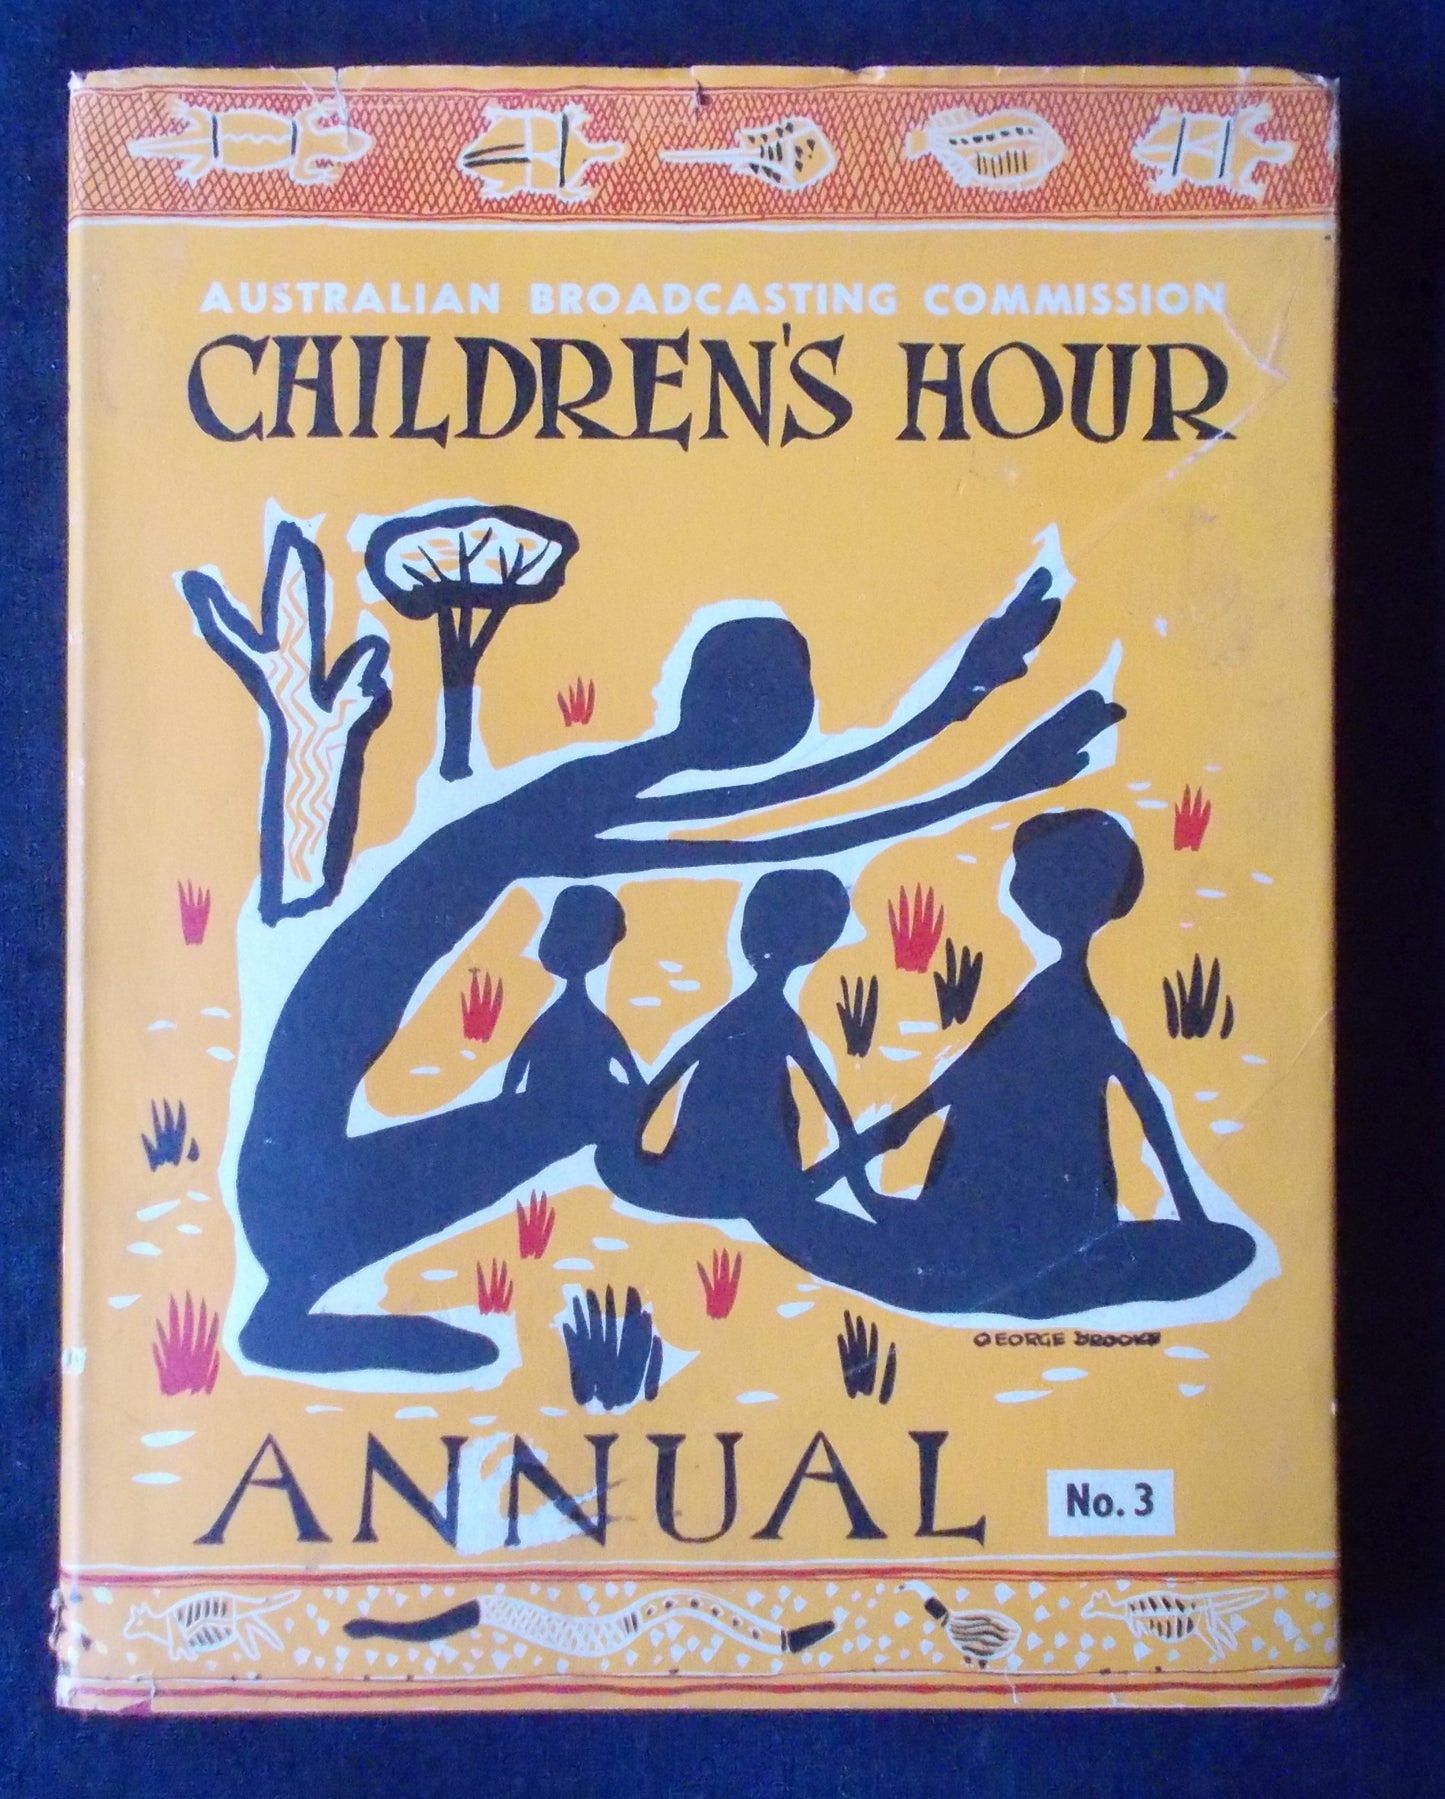 AUSTRALIAN BROADCASTING COMMISSION
CHILDREN'S HOUR
GEORGE BROOKS
ANNUAL
No. 3